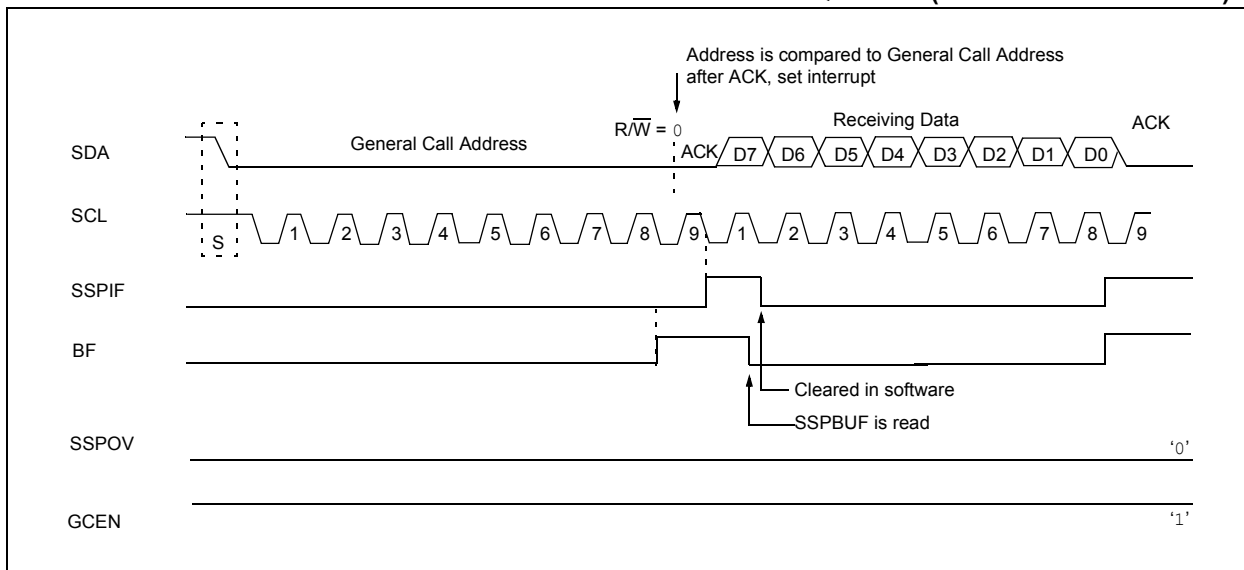 Address is compared to General Call Address
after ACK, set interrupt
R/W = 0
Receiving Data
ACK
SDA
General Call Address
ACK
D7 D6 D5 D4 D3 D2 D1 D0
SCL
S
1 2 3 4 5 6 7 8 9 1 2 3 4 5 6 7 8 9
SSPIF
BF
Cleared in software
SSPBUF is read
SSPOV
‘0’
GCEN
‘1’